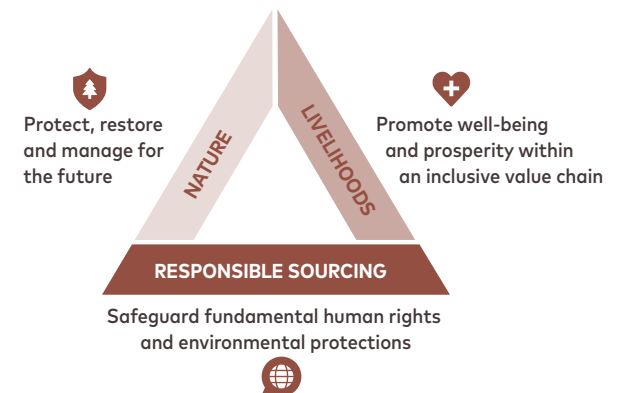 Protect, restore
and manage for
the future
NATURE
LIVELIHOODS
Promote well-being
and prosperity within
an inclusive value chain
RESPONSIBLE SOURCING
Safeguard fundamental human rights
and environmental protections